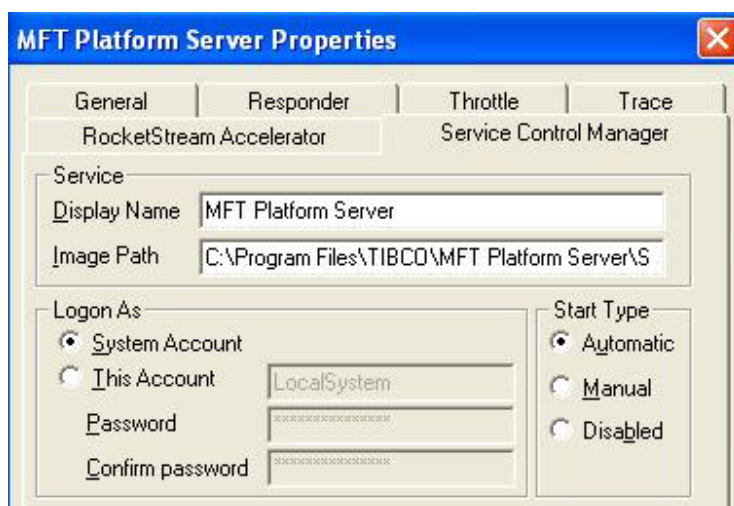 MFT Platform Server Properties
General Responder Throttle Trace
RocketStream Accelerator Service Control Manager
Service
Display Name MFT Platform Server
Image Path C:\Program Files\TIBCO\MFT Platform Server\S
Logon As Start Type
System Account Automatic
This Account LocalSystem Manual
Password *************** Disabled
Confirm password ***************